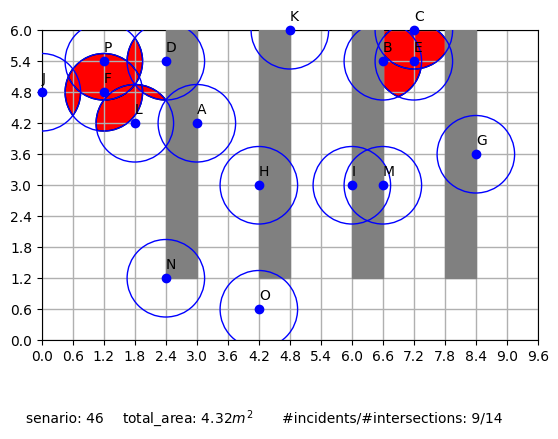 6.0
5.4
4.8
4.2
3.6
3.0
2.4
1.8
1.2
0.6
0.0
K
C
P
D
B
E
J
F
L
A
G
H
I
M
N
O
0.0 0.6 1.2 1.8 2.4 3.0 3.6 4.2 4.8 5.4 6.0 6.6 7.2 7.8 8.4 9.0 9.6
senario: 46 total_area: 4.32m² #incidents/#intersections: 9/14